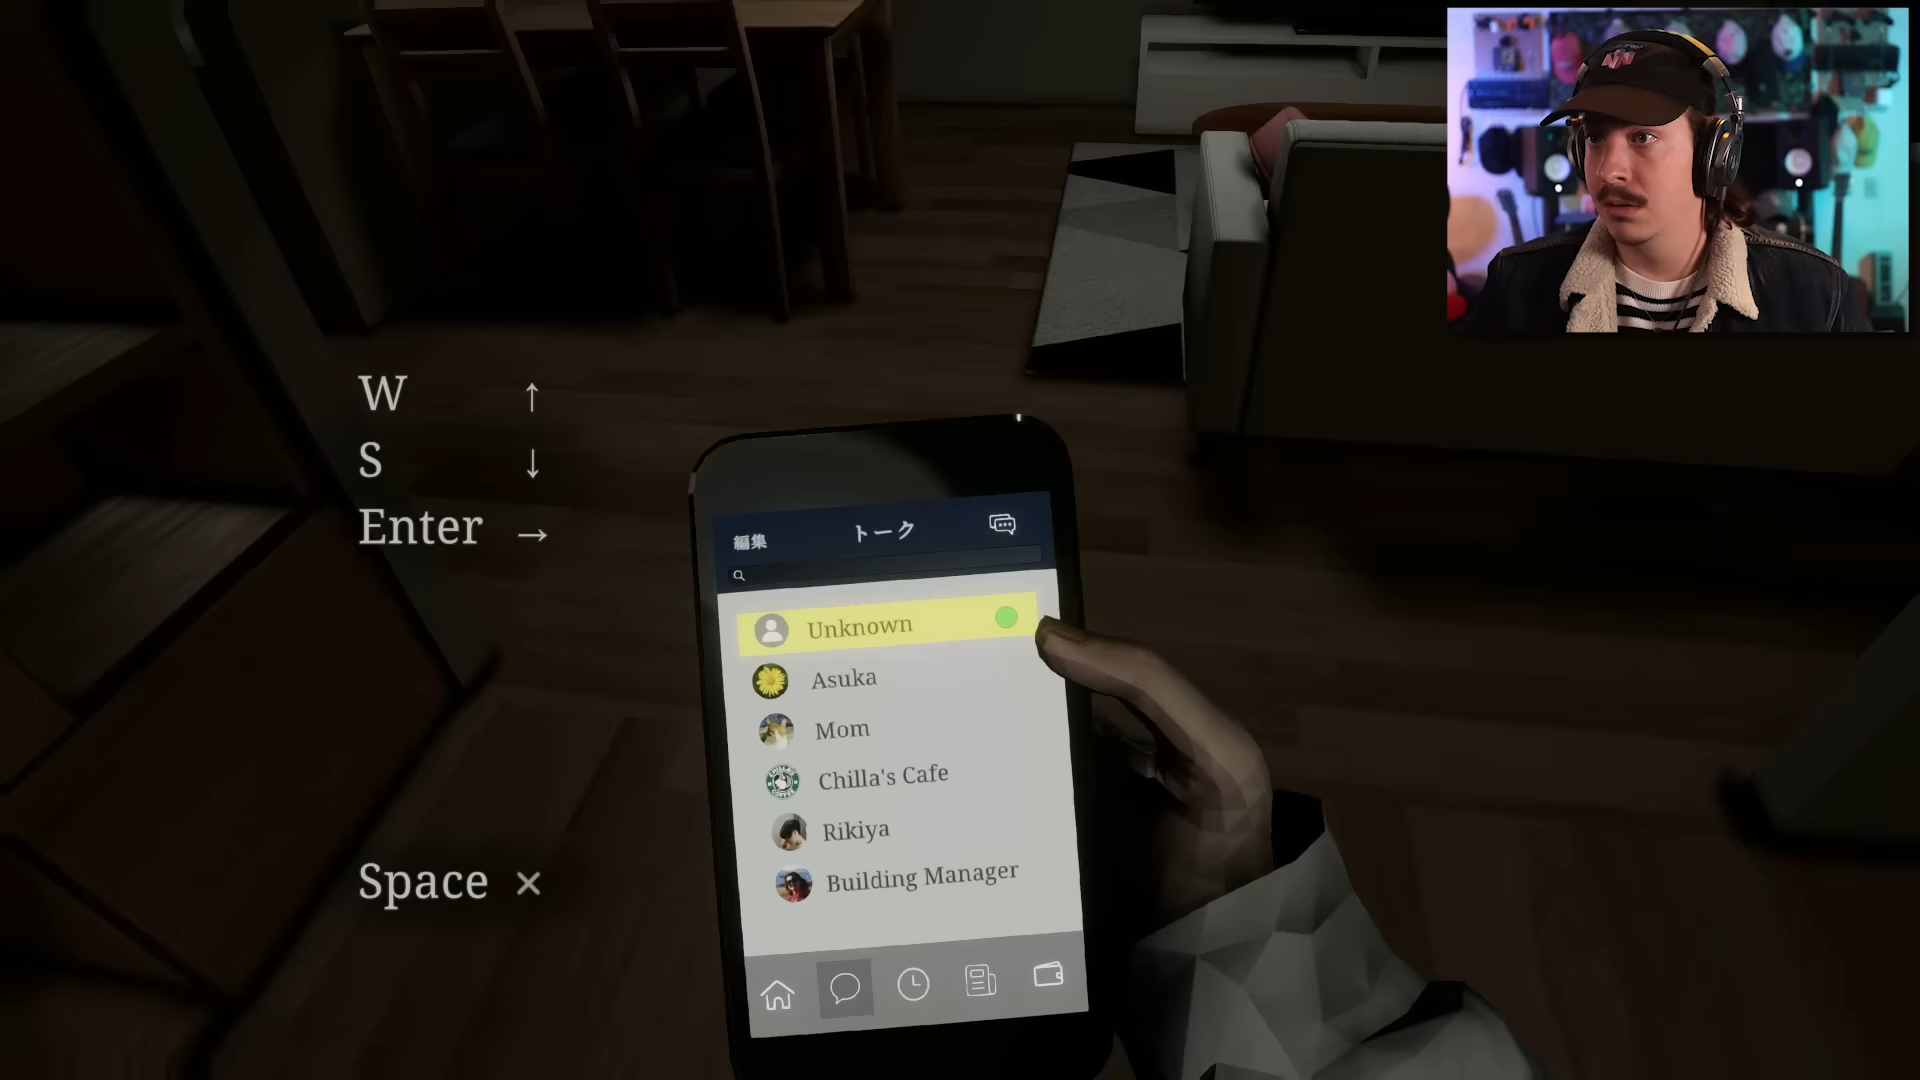 W ↑
S ↓
Enter →
Space ×
編集 トーク
Unknown
Asuka
Mom
Chilla's Cafe
Rikiya
Building Manager